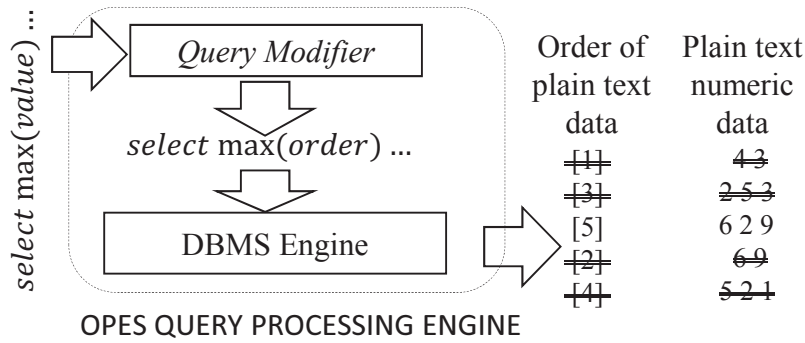 select max(value) ...
Query Modifier
select max(order) ...
DBMS Engine
OPES QUERY PROCESSING ENGINE
Order of plain text data
Plain text numeric data
[1] 4 3
[3] 2 5 3
[5] 6 2 9
[2] 6 9
[4] 5 2 1